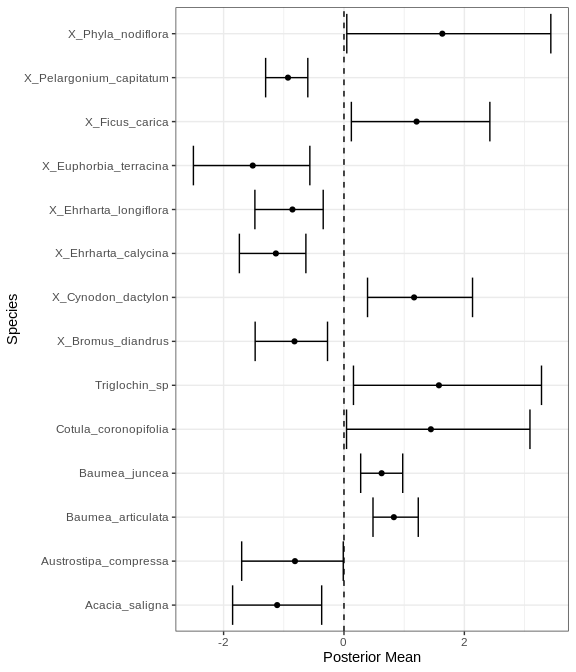 X_Phyla_nodiflora
X_Pelargonium_capitatum
X_Ficus_carica
X_Euphorbia_terracina
X_Ehrharta_longiflora
X_Ehrharta_calycina
X_Cynodon_dactylon
X_Bromus_diandrus
Triglochin_sp
Cotula_coronopifolia
Baumea_juncea
Baumea_articulata
Austrostipa_compressa
Acacia_saligna
Species
-2 0 2
Posterior Mean